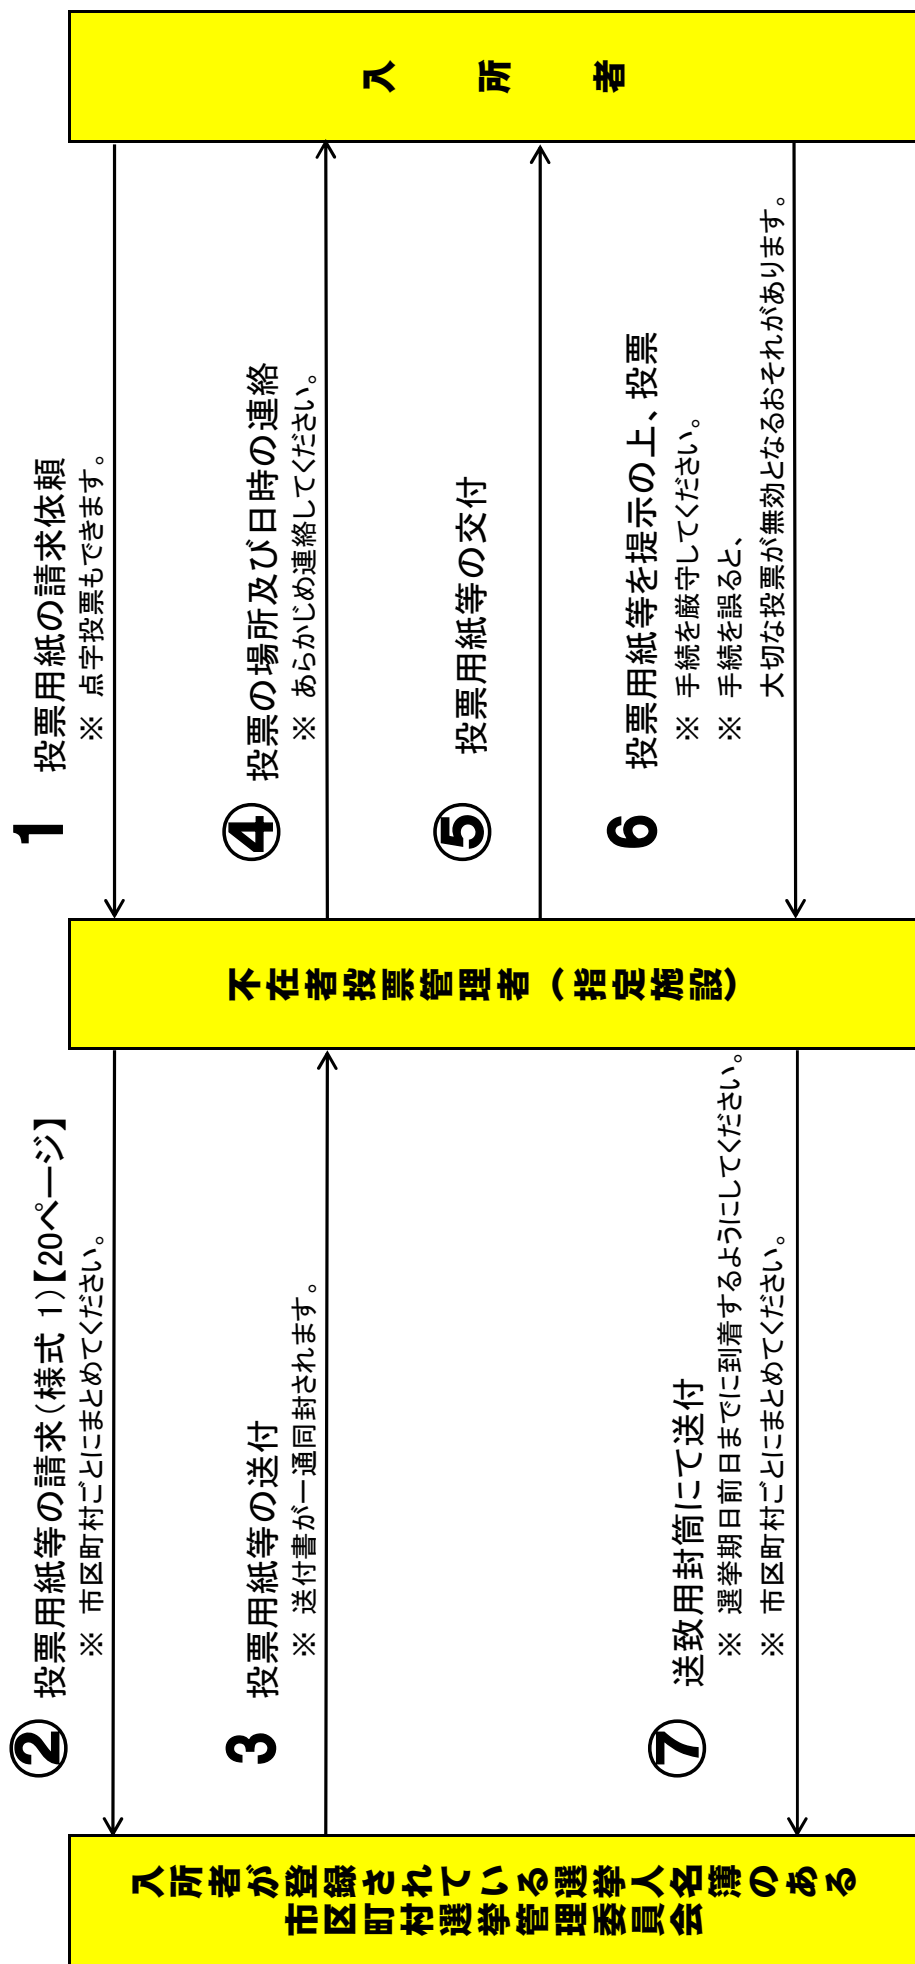 入所者が登録されている選挙人名簿のある
市区町村選挙管理委員会
不在者投票管理者（指定施設）
入所者
1 投票用紙の請求依頼
※ 点字投票もできます。
② 投票用紙等の請求（様式 1）【20ページ】
※ 市区町村ごとにまとめてください。
3 投票用紙等の送付
※ 送付書が一通同封されます。
④ 投票の場所及び日時の連絡
※ あらかじめ連絡してください。
⑤ 投票用紙等の交付
6 投票用紙等を提示の上、投票
※ 手続を厳守してください。
※ 手続を誤ると、
大切な投票が無効となるおそれがあります。
⑦ 送致用封筒にて送付
※ 選挙期日前日までに到着するようにしてください。
※ 市区町村ごとにまとめてください。